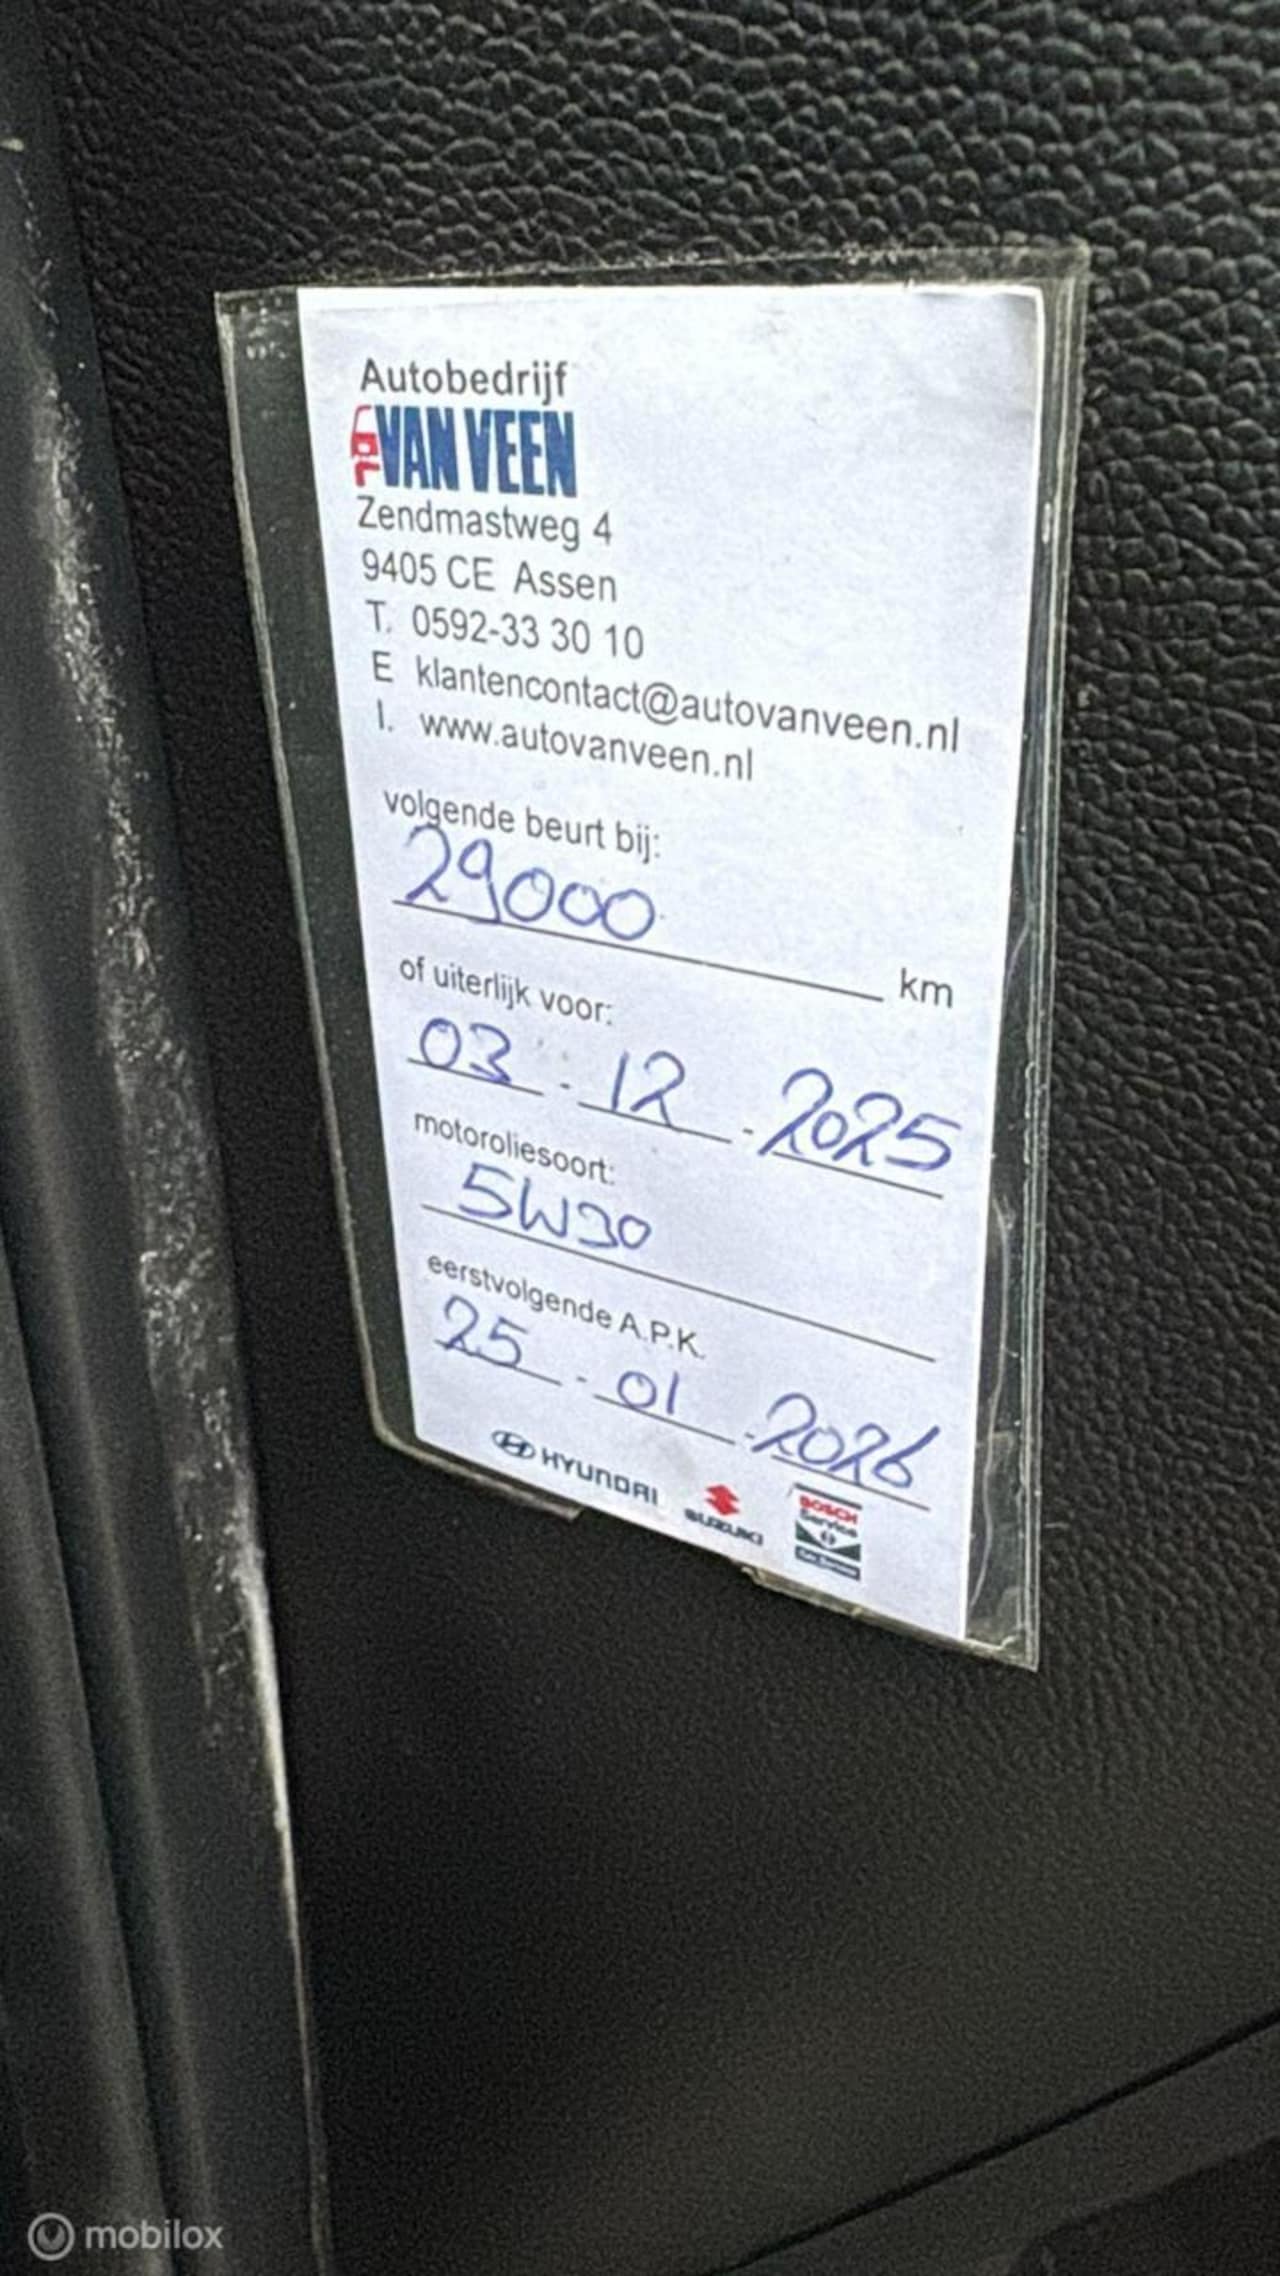 Autobedrijf
VAN VEEN
Zendmastweg 4
9405 CE Assen
T. 0592-33 30 10
E klantencontact@autovanveen.nl
I. www.autovanveen.nl
volgende beurt bij:
29000 km
of uiterlijk voor:
03 - 12 - 2025
motoroliesoort:
5W30
eerstvolgende A.P.K.
25 - 01 - 2026
HYUNDAI
SUZUKI
BOSCH
Service
mobilox